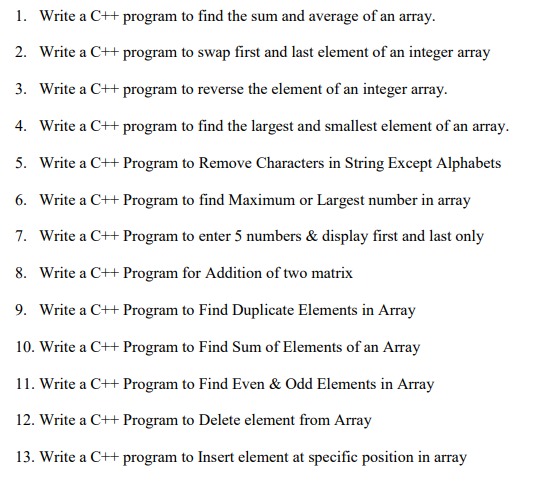 1. Write a C++ program to find the sum and average of an array.
2. Write a C++ program to swap first and last element of an integer array
3. Write a C++ program to reverse the element of an integer array.
4. Write a C++ program to find the largest and smallest element of an array.
5. Write a C++ Program to Remove Characters in String Except Alphabets
6. Write a C++ Program to find Maximum or Largest number in array
7. Write a C++ Program to enter 5 numbers & display first and last only
8. Write a C++ Program for Addition of two matrix
9. Write a C++ Program to Find Duplicate Elements in Array
10. Write a C++ Program to Find Sum of Elements of an Array
11. Write a C++ Program to Find Even & Odd Elements in Array
12. Write a C++ Program to Delete element from Array
13. Write a C++ program to Insert element at specific position in array